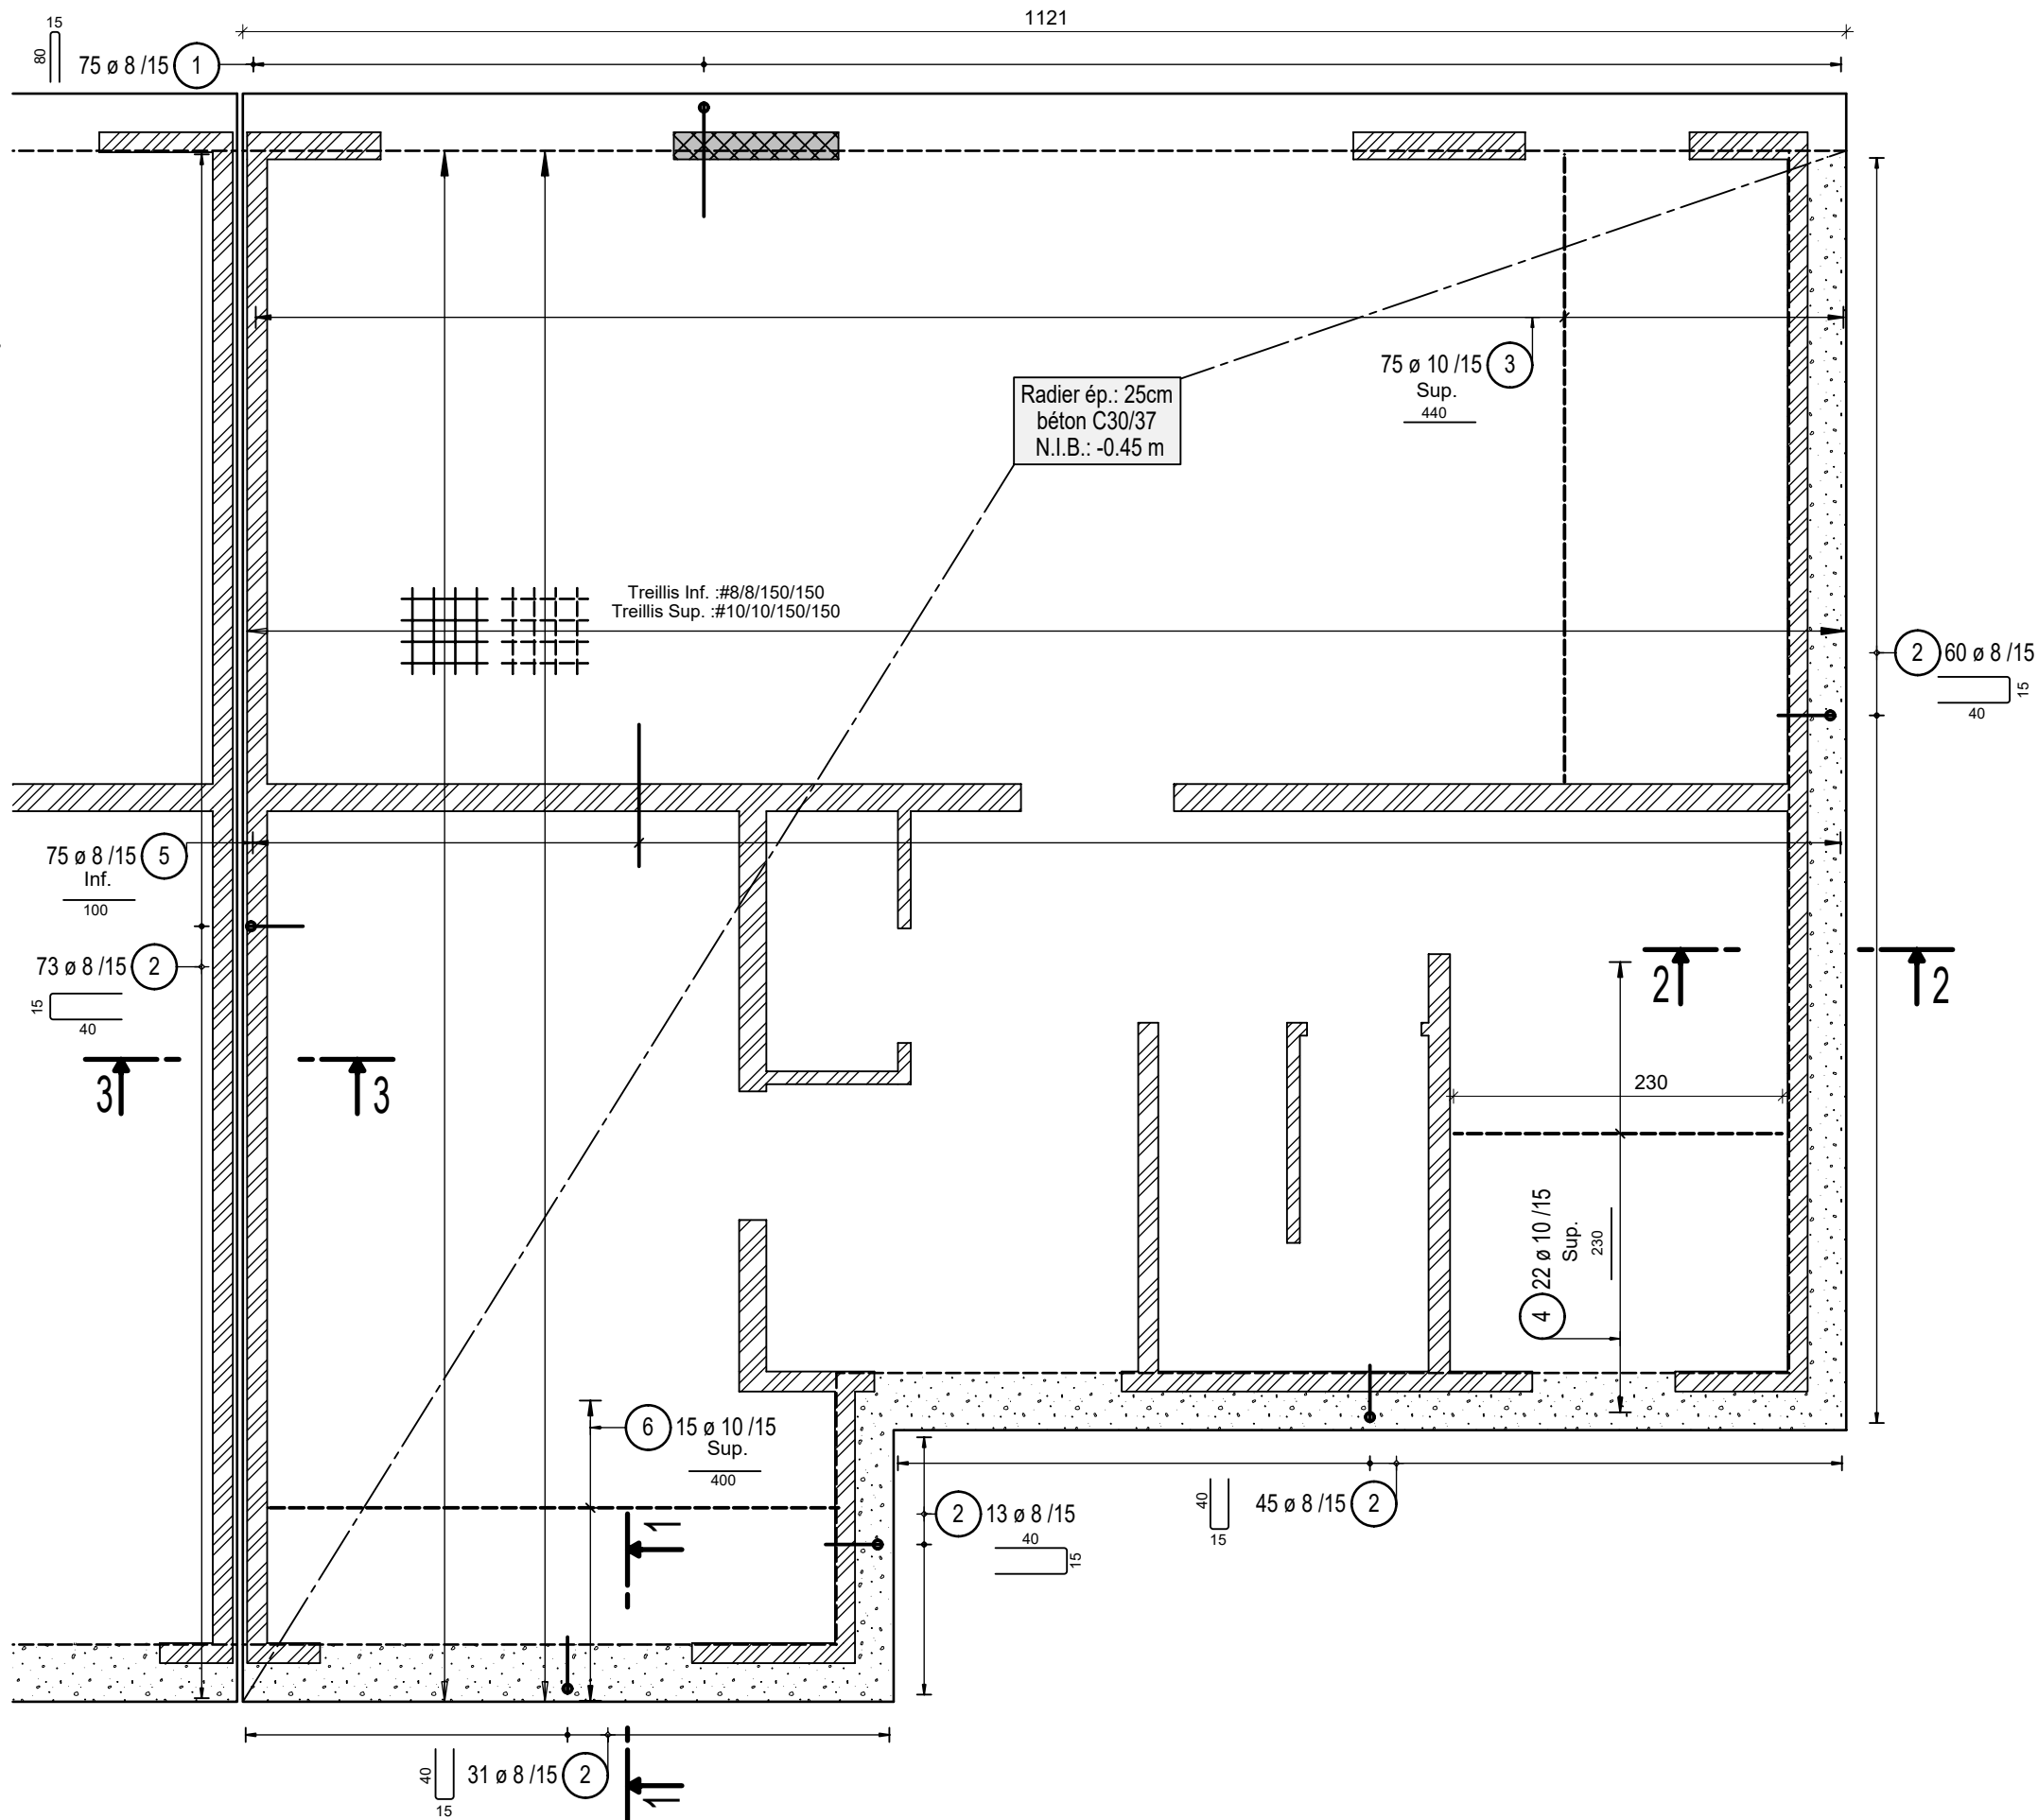 15
1121
80
75 ø 8 /15 1
75 ø 10 /15 3
Sup.
440
Radier ép.: 25cm
béton C30/37
N.I.B.: -0.45 m
Treillis Inf. :#8/8/150/150
Treillis Sup. :#10/10/150/150
2 60 ø 8 /15
15
40
75 ø 8 /15 5
Inf.
100
73 ø 8 /15 2
15
40
2
2
3
3
230
4 22 ø 10 /15
Sup.
230
6 15 ø 10 /15
Sup.
400
1
2 13 ø 8 /15
40
15
40
15
45 ø 8 /15 2
40
15
31 ø 8 /15 2
1